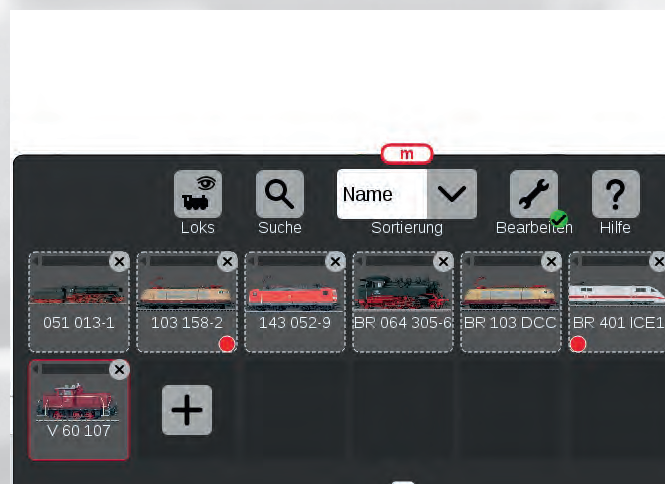 m
Name
Loks
Suche
Sortierung
Bearbeiten
Hilfe
?
051 013-1
103 158-2
143 052-9
BR 064 305-6
BR 103 DCC
BR 401 ICE1
V 60 107